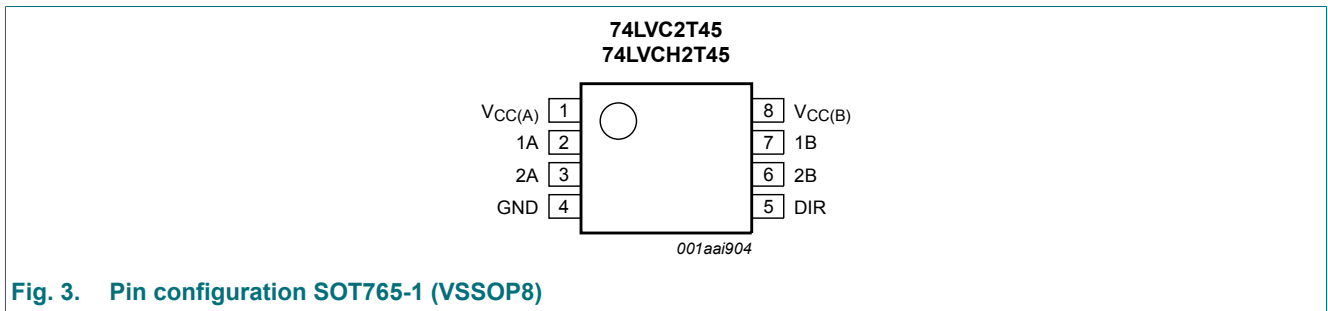 74LVC2T45
74LVCH2T45
VCC(A) 1
8 VCC(B)
1A 2
7 1B
2A 3
6 2B
GND 4
5 DIR
001aai904
Fig. 3. Pin configuration SOT765-1 (VSSOP8)